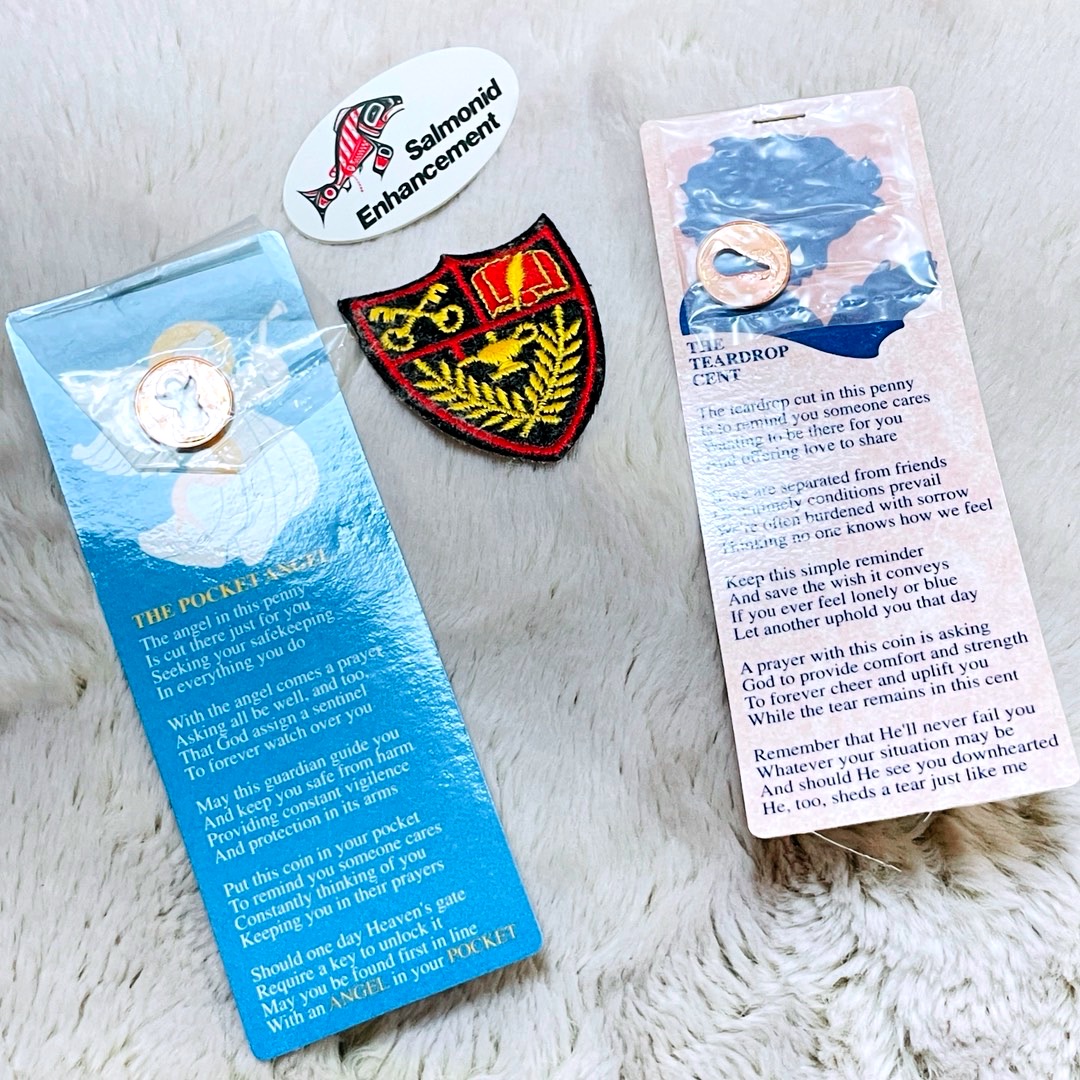 Salmonid
Enhancement
THE POCKET ANGEL
The angel in this penny
Is cut there just for you
Seeking your safekeeping
In everything you do
With the angel comes a prayer
Asking all be well, and too,
That God assign a sentinel
To forever watch over you
May this guardian guide you
And keep you safe from harm
Providing constant vigilence
And protection in its arms
Put this coin in your pocket
To remind you someone cares
Constantly thinking of you
Keeping you in their prayers
Should one day Heaven's gate
Require a key to unlock it
May you be found first in line
With an ANGEL in your POCKET
THE
TEARDROP
CENT
The teardrop cut in this penny
Is to remind you someone cares
Wanting to be there for you
And offering love to share
we are separated from friends
conditions prevail
We're often burdened with sorrow
Thinking no one knows how we feel
Keep this simple reminder
And save the wish it conveys
If you ever feel lonely or blue
Let another uphold you that day
A prayer with this coin is asking
God to provide comfort and strength
To forever cheer and uplift you
While the tear remains in this cent
Remember that He'll never fail you
Whatever your situation may be
And should He see you downhearted
He, too, sheds a tear just like me